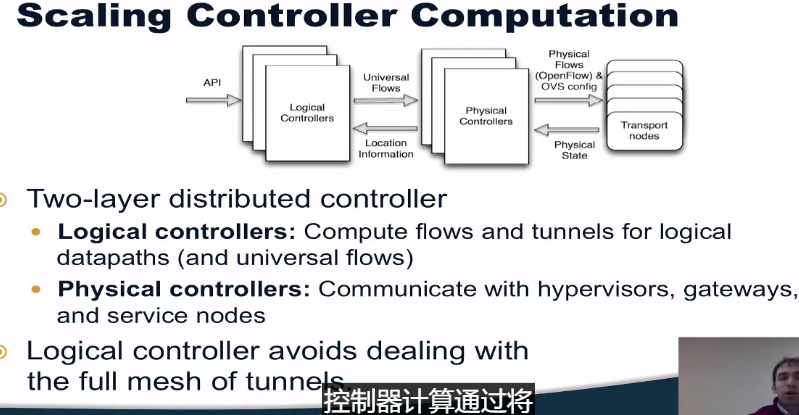 Scaling Controller Computation
API
Logical
Controllers
Universal
Flows
Location
Information
Physical
Controllers
Physical
Flows
(OpenFlow) &
OVS config
Physical
State
Transport
nodes
Two-layer distributed controller
Logical controllers: Compute flows and tunnels for logical
datapaths (and universal flows)
Physical controllers: Communicate with hypervisors, gateways,
and service nodes
Logical controller avoids dealing with
the full mesh of tunnels.
控制器计算通过将